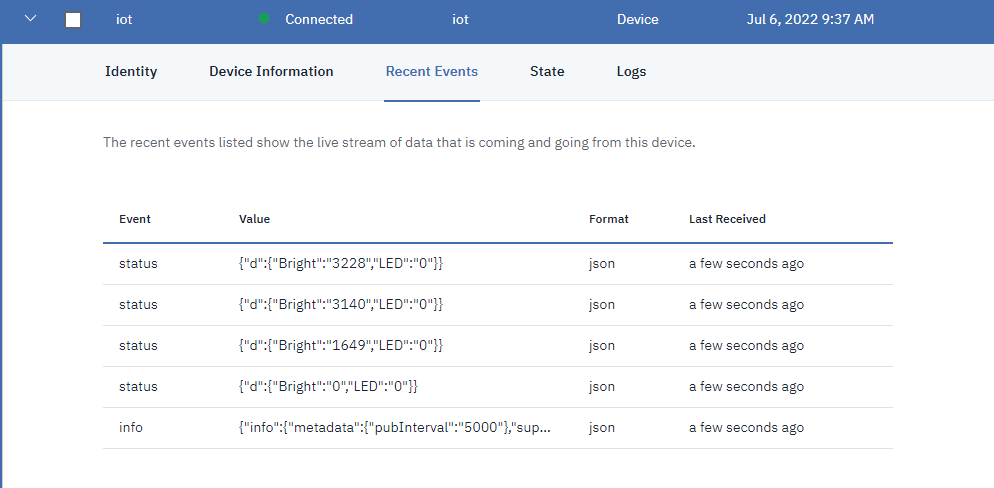 iot Connected iot Device Jul 6, 2022 9:37 AM
Identity Device Information Recent Events State Logs
The recent events listed show the live stream of data that is coming and going from this device.
Event Value Format Last Received
status {"d":{"Bright":"3228","LED":"0"}} json a few seconds ago
status {"d":{"Bright":"3140","LED":"0"}} json a few seconds ago
status {"d":{"Bright":"1649","LED":"0"}} json a few seconds ago
status {"d":{"Bright":"0","LED":"0"}} json a few seconds ago
info {"info":{"metadata":{"pubInterval":"5000"},"sup... json a few seconds ago